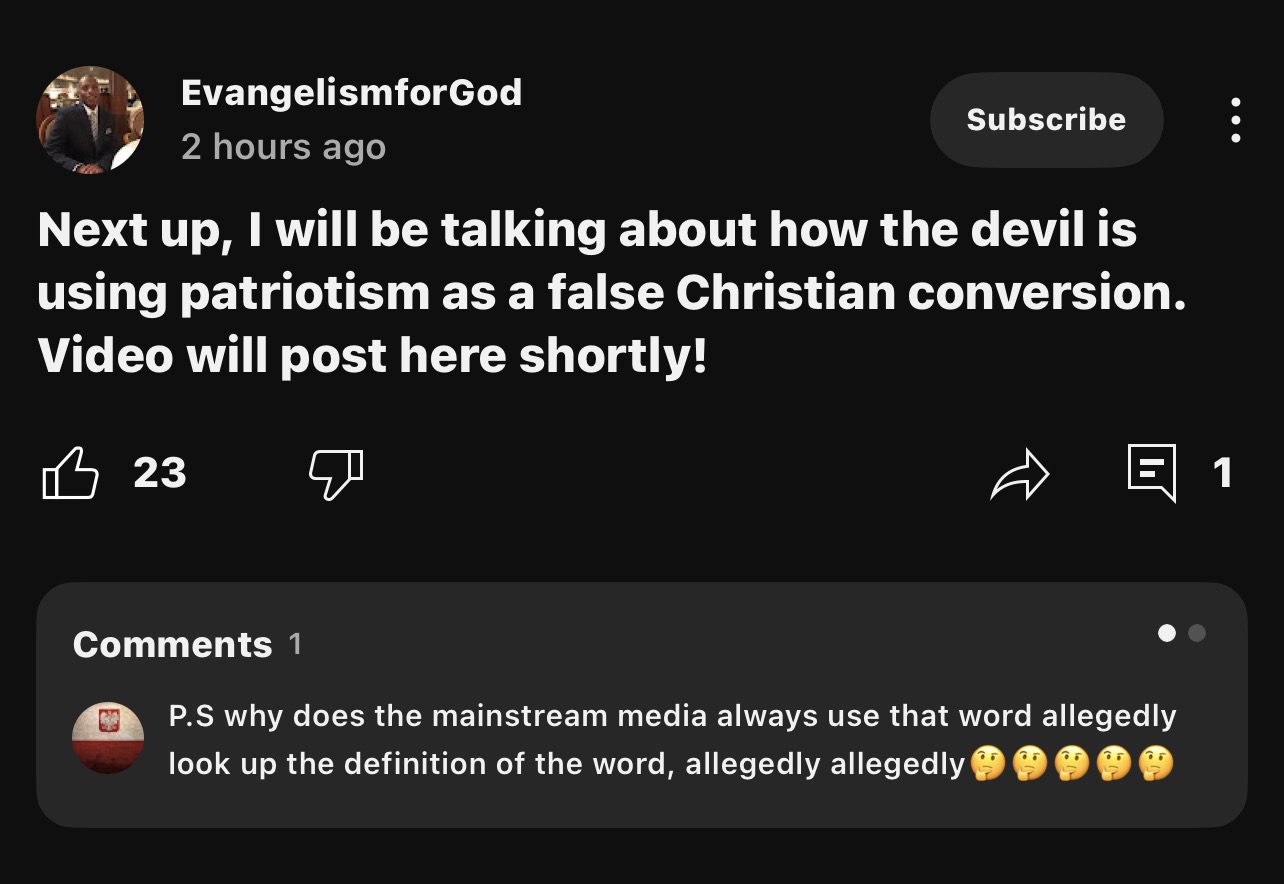 EvangelismforGod
Subscribe
2 hours ago
Next up, I will be talking about how the devil is
using patriotism as a false Christian conversion.
Video will post here shortly!
23
1
Comments 1
P.S why does the mainstream media always use that word allegedly
look up the definition of the word, allegedly allegedly🤔🤔🤔🤔🤔